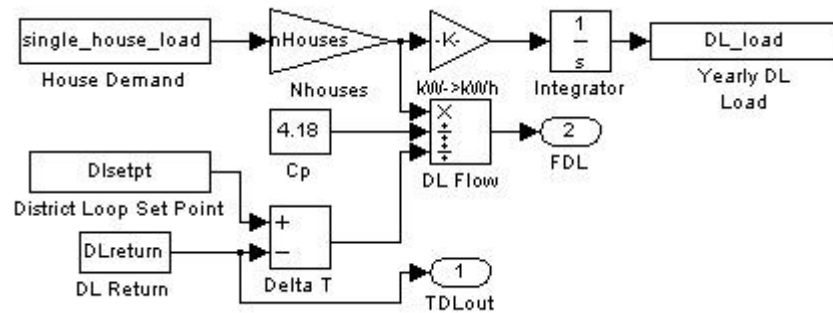 single_house_load
House Demand
nHouses
Nhouses
-K-
kW->kWh
1
s
Integrator
DL_load
Yearly DL
Load
4.18
Cp
×
÷
÷
DL Flow
2
FDL
Dlsetpt
District Loop Set Point
DLreturn
DL Return
+
−
Delta T
1
TDLout